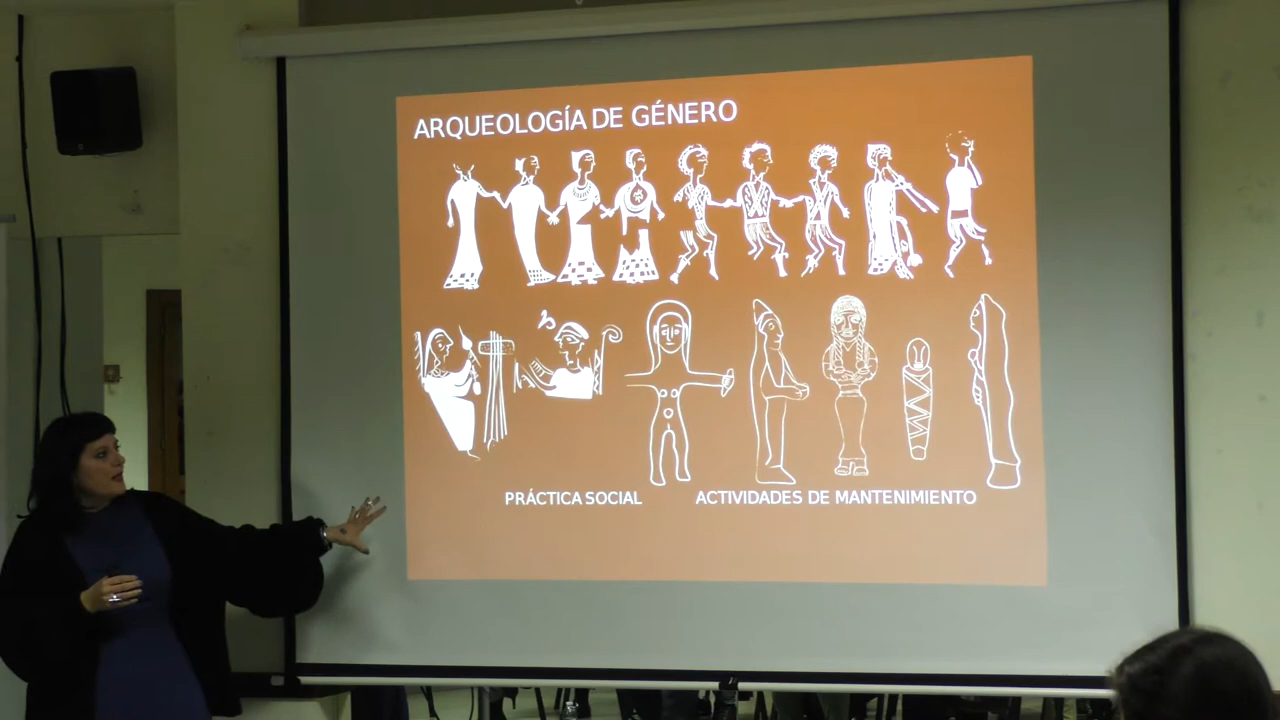 ARQUEOLOGÍA DE GÉNERO
PRÁCTICA SOCIAL
ACTIVIDADES DE MANTENIMIENTO